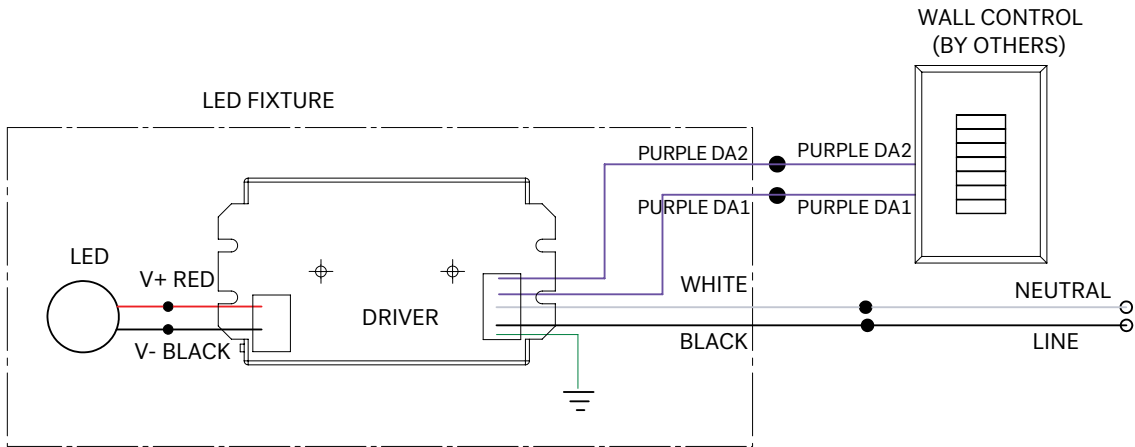 WALL CONTROL
(BY OTHERS)
LED FIXTURE
PURPLE DA2
PURPLE DA2
PURPLE DA1
PURPLE DA1
LED
V+ RED
WHITE
NEUTRAL
DRIVER
V- BLACK
BLACK
LINE